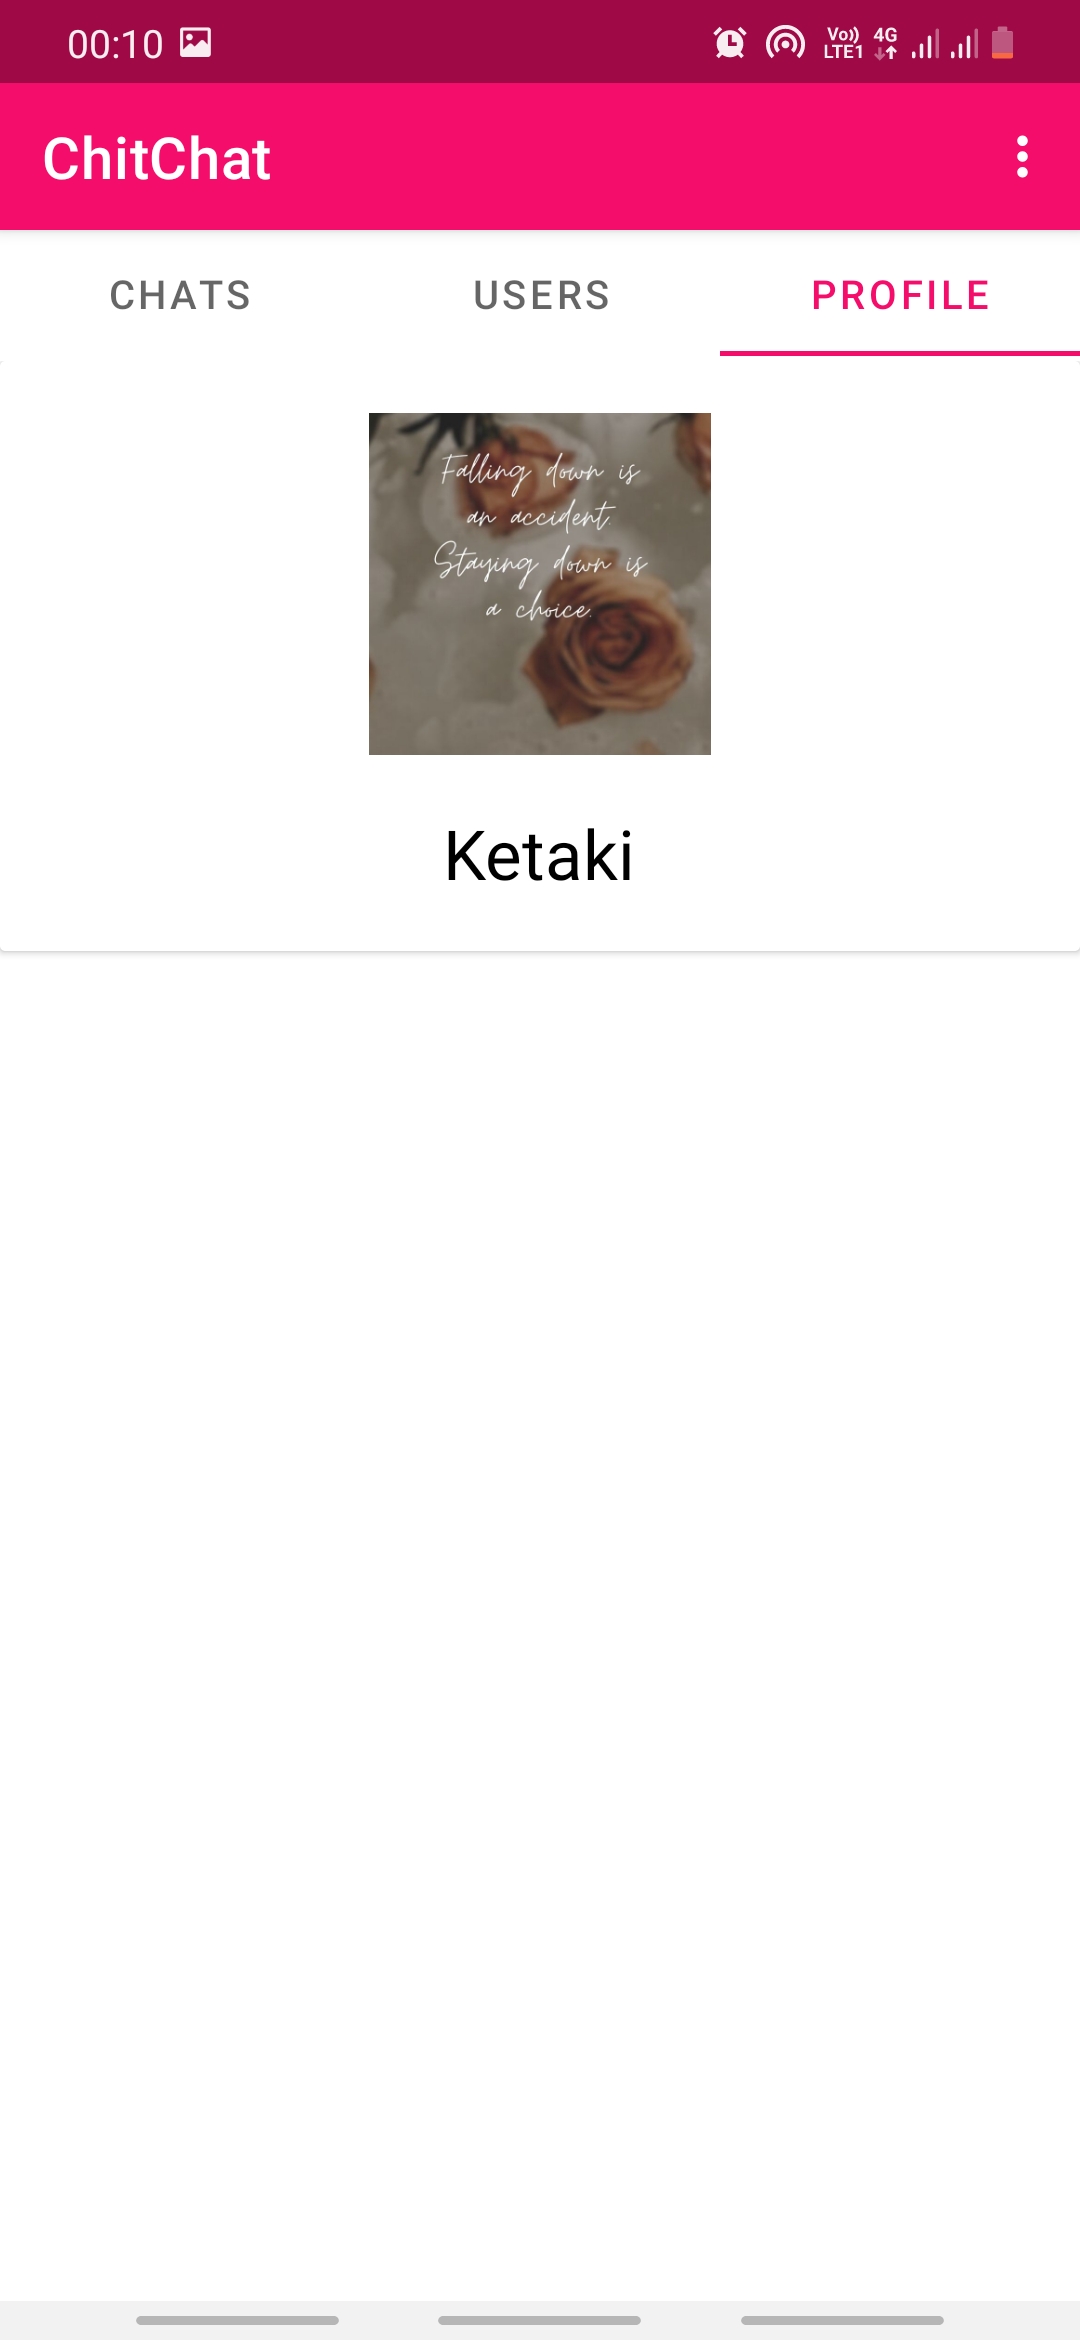 00:10
Vo)) 4G
LTE1
ChitChat
CHATS USERS PROFILE
Falling down is
an accident.
Staying down is
a choice.
Ketaki